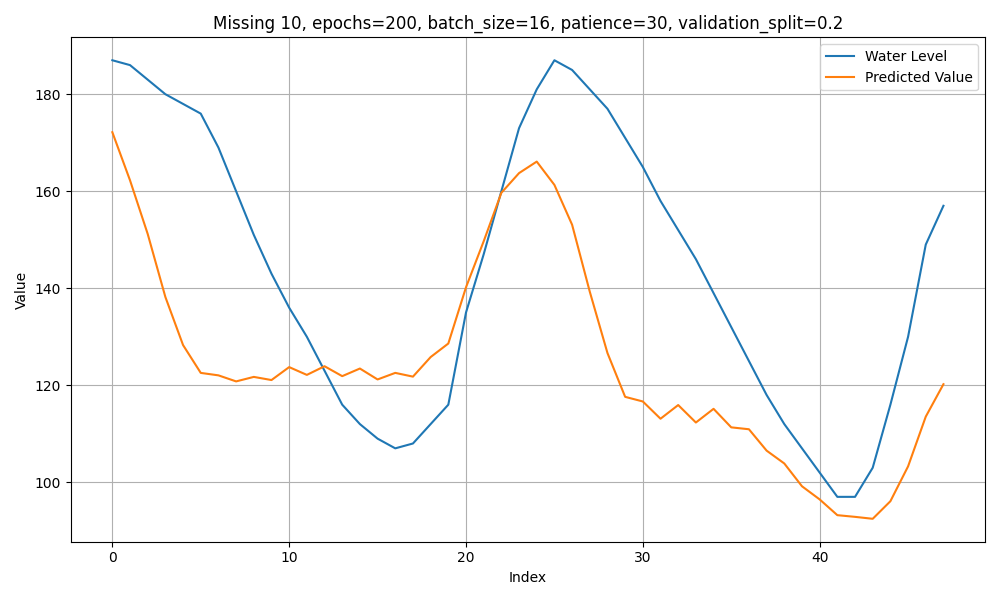 Missing 10, epochs=200, batch_size=16, patience=30, validation_split=0.2
Water Level
Predicted Value
180
160
140
120
100
Value
0 10 20 30 40
Index